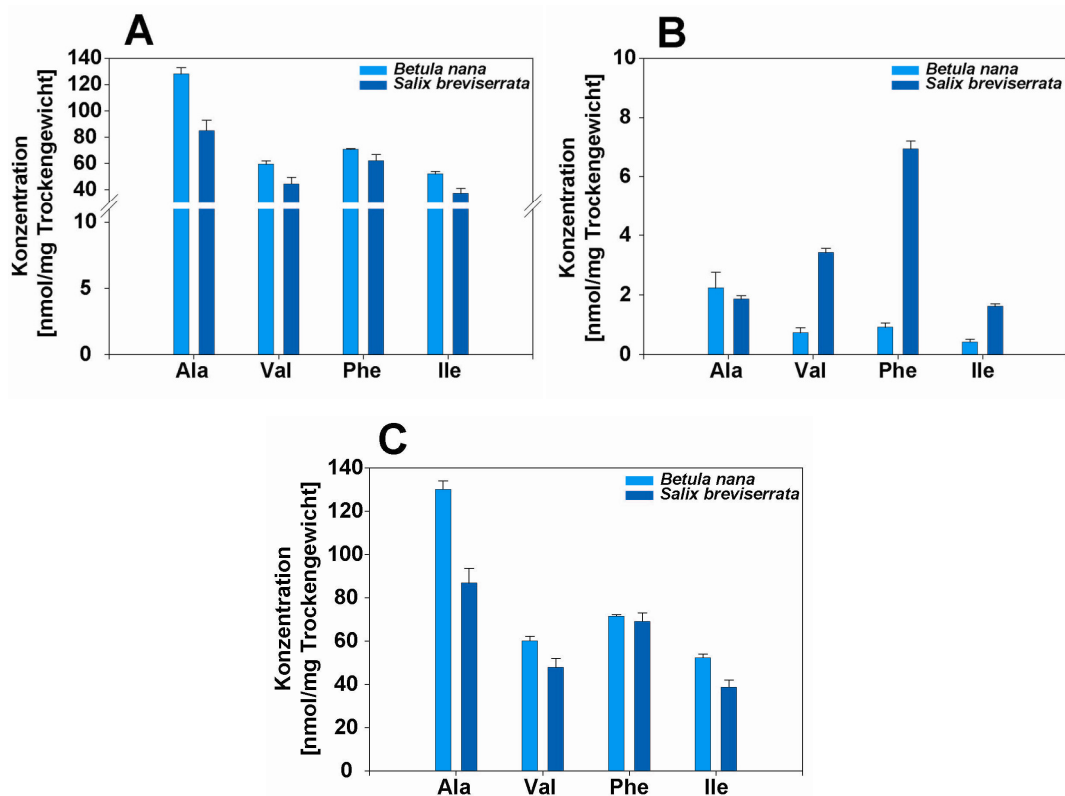 A
Konzentration
[nmol/mg Trockengewicht]
140
120
100
80
60
40
10
5
0
Betula nana
Salix breviserrata
Ala Val Phe Ile
B
Konzentration
[nmol/mg Trockengewicht]
10
8
6
4
2
0
Betula nana
Salix breviserrata
Ala Val Phe Ile
C
Konzentration
[nmol/mg Trockengewicht]
140
120
100
80
60
40
20
0
Betula nana
Salix breviserrata
Ala Val Phe Ile